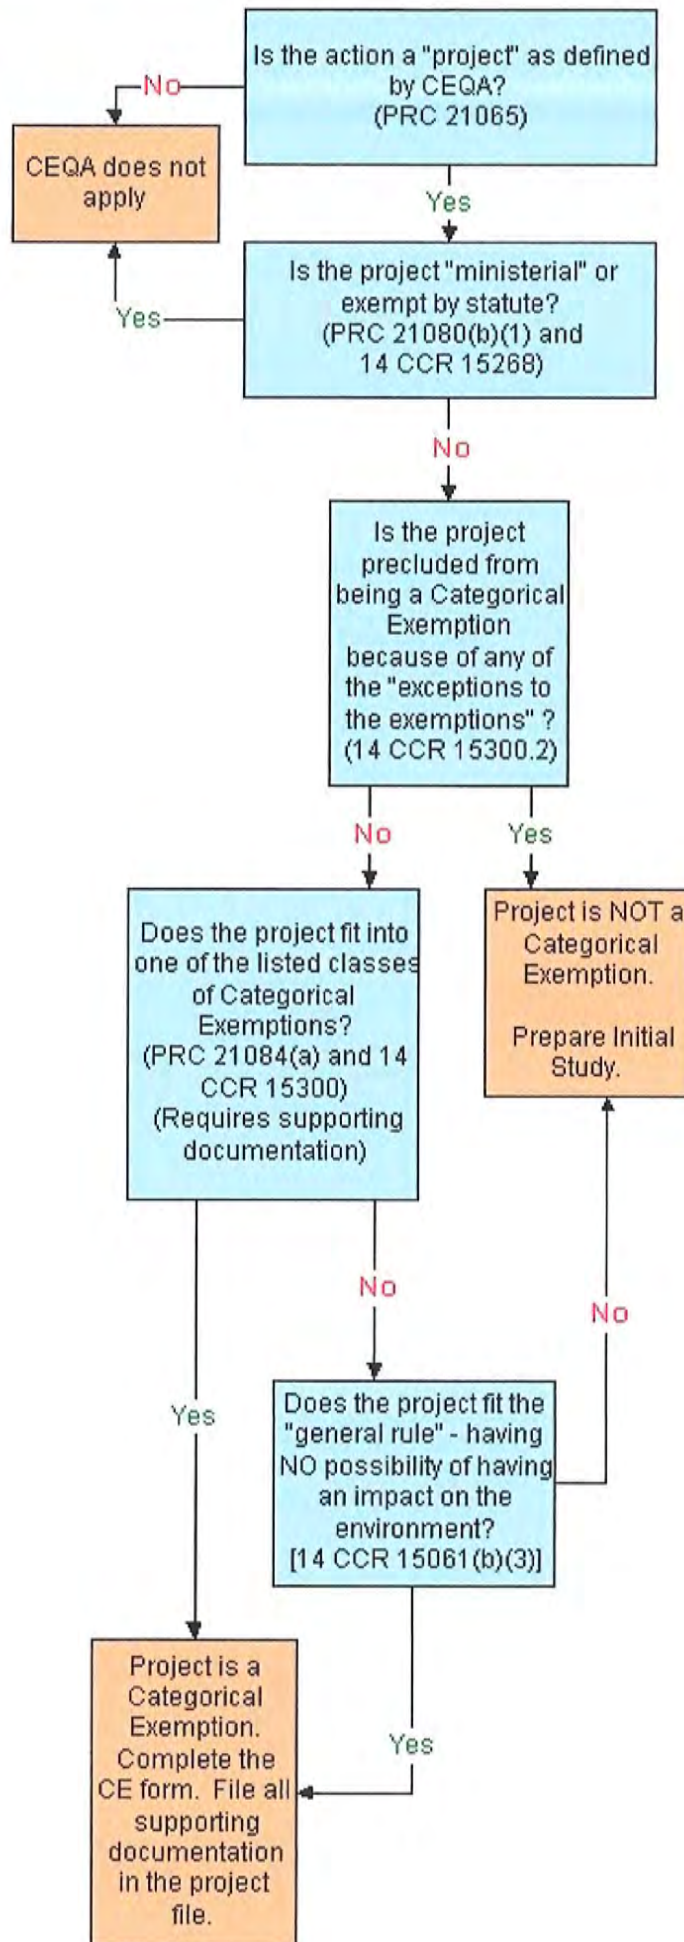 Is the action a "project" as defined
by CEQA?
(PRC 21065)
No
CEQA does not
apply
Yes
Is the project "ministerial" or
exempt by statute?
(PRC 21080(b)(1) and
14 CCR 15268)
Yes
No
Is the project
precluded from
being a Categorical
Exemption
because of any of
the "exceptions to
the exemptions" ?
(14 CCR 15300.2)
No
Yes
Does the project fit into
one of the listed classes
of Categorical
Exemptions?
(PRC 21084(a) and 14
CCR 15300)
(Requires supporting
documentation)
Project is NOT a
Categorical
Exemption.
Prepare Initial
Study.
No
No
Yes
Does the project fit the
"general rule" - having
NO possibility of having
an impact on the
environment?
[14 CCR 15061(b)(3)]
Yes
Project is a
Categorical
Exemption.
Complete the
CE form. File all
supporting
documentation
in the project
file.